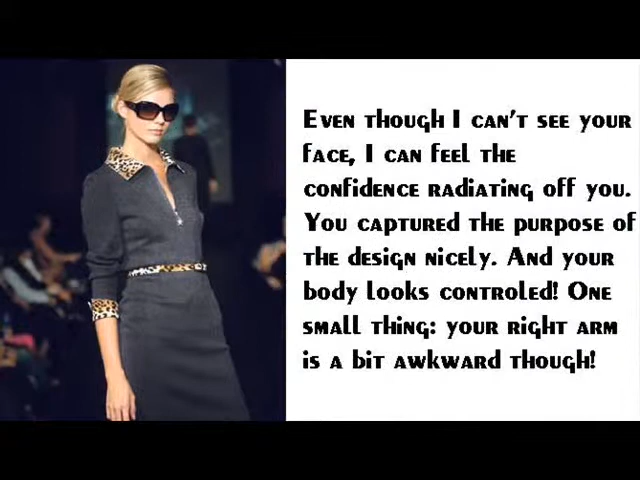 Even though I can't see your
face, I can feel the
confidence radiating off you.
You captured the purpose of
the design nicely. And your
body looks controled! One
small thing: your right arm
is a bit awkward though!